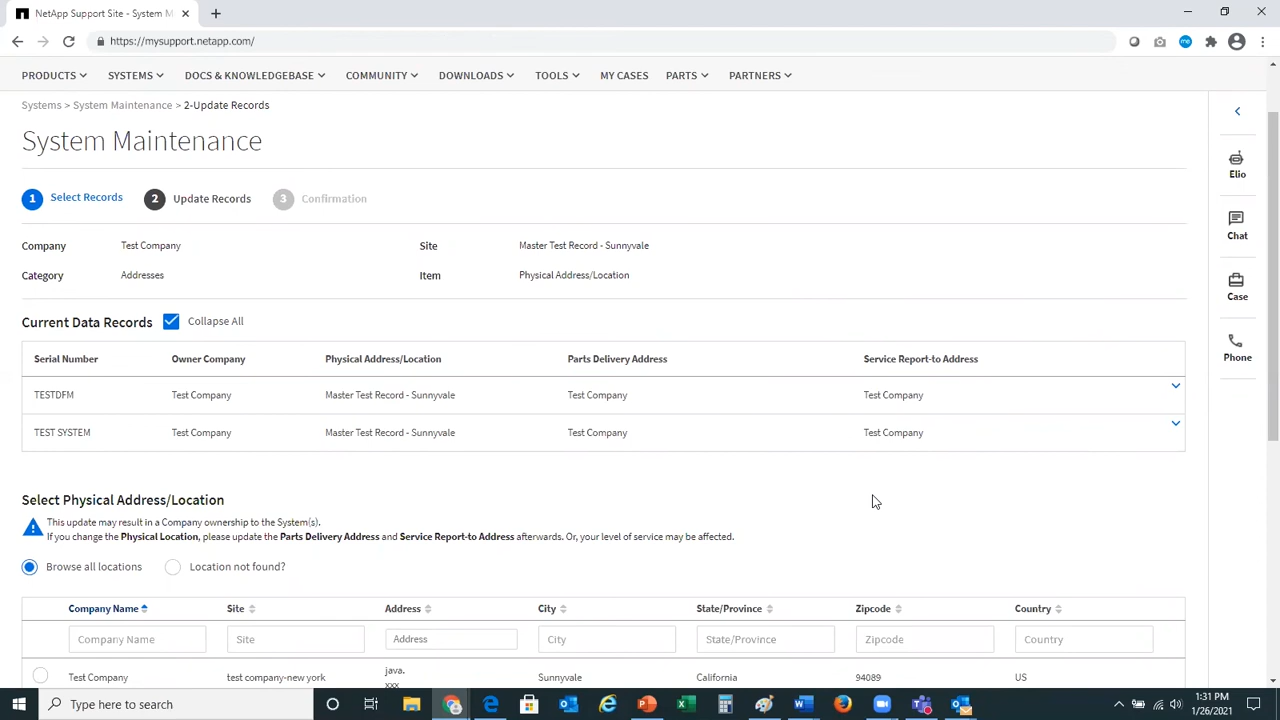 NetApp Support Site - System M
https://mysupport.netapp.com/
me
PRODUCTS SYSTEMS DOCS & KNOWLEDGEBASE COMMUNITY DOWNLOADS TOOLS MY CASES PARTS PARTNERS
Systems > System Maintenance > 2-Update Records
System Maintenance
1 Select Records 2 Update Records 3 Confirmation
Company Test Company Site Master Test Record - Sunnyvale
Category Addresses Item Physical Address/Location
Current Data Records Collapse All
Serial Number Owner Company Physical Address/Location Parts Delivery Address Service Report-to Address
TESTDFM Test Company Master Test Record - Sunnyvale Test Company Test Company
TEST SYSTEM Test Company Master Test Record - Sunnyvale Test Company Test Company
Select Physical Address/Location
This update may result in a Company ownership to the System(s).
If you change the Physical Location, please update the Parts Delivery Address and Service Report-to Address afterwards. Or, your level of service may be affected.
Browse all locations Location not found?
Company Name Site Address City State/Province Zipcode Country
Company Name Site Address City State/Province Zipcode Country
Test Company test company-new york java. Sunnyvale California 94089 US
xxx
Elio
Chat
Case
Phone
Type here to search
1:31 PM
1/26/2021